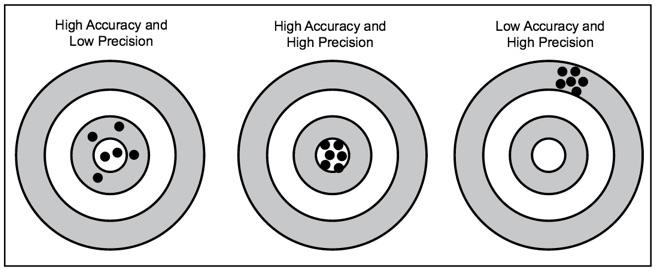 High Accuracy and
Low Precision
High Accuracy and
High Precision
Low Accuracy and
High Precision